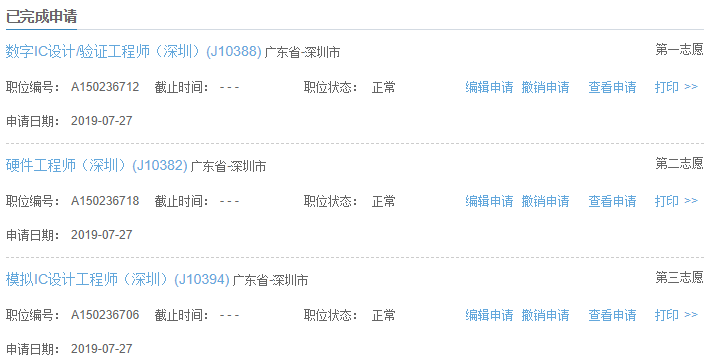 已完成申请
数字IC设计/验证工程师（深圳）(J10388) 广东省-深圳市 第一志愿
职位编号： A150236712 截止时间： - - - 职位状态： 正常 编辑申请 撤销申请 查看申请 打印 >>
申请日期： 2019-07-27
硬件工程师（深圳）(J10382) 广东省-深圳市 第二志愿
职位编号： A150236718 截止时间： - - - 职位状态： 正常 编辑申请 撤销申请 查看申请 打印 >>
申请日期： 2019-07-27
模拟IC设计工程师（深圳）(J10394) 广东省-深圳市 第三志愿
职位编号： A150236706 截止时间： - - - 职位状态： 正常 编辑申请 撤销申请 查看申请 打印 >>
申请日期： 2019-07-27